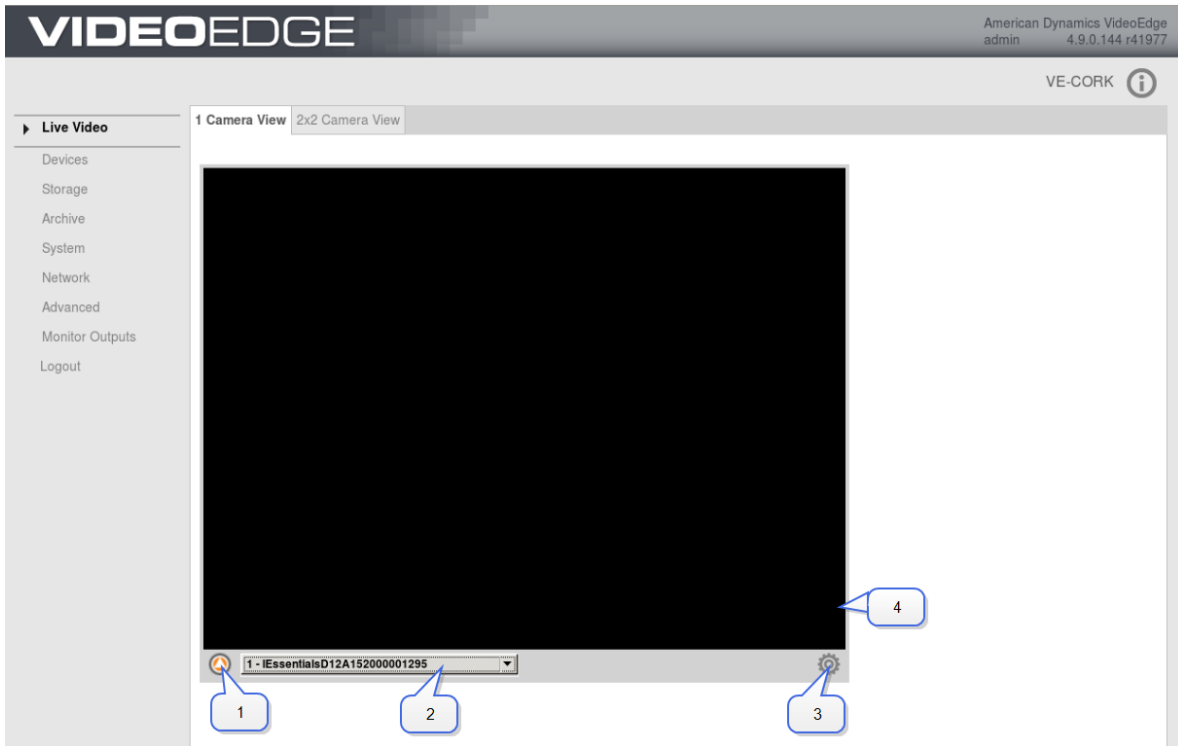 VIDEOEDGE
American Dynamics VideoEdge
admin 4.9.0.144 r41977
VE-CORK
Live Video
Devices
Storage
Archive
System
Network
Advanced
Monitor Outputs
Logout
1 Camera View 2x2 Camera View
4
1 - IEssentialsD12A152000001295
1
2
3